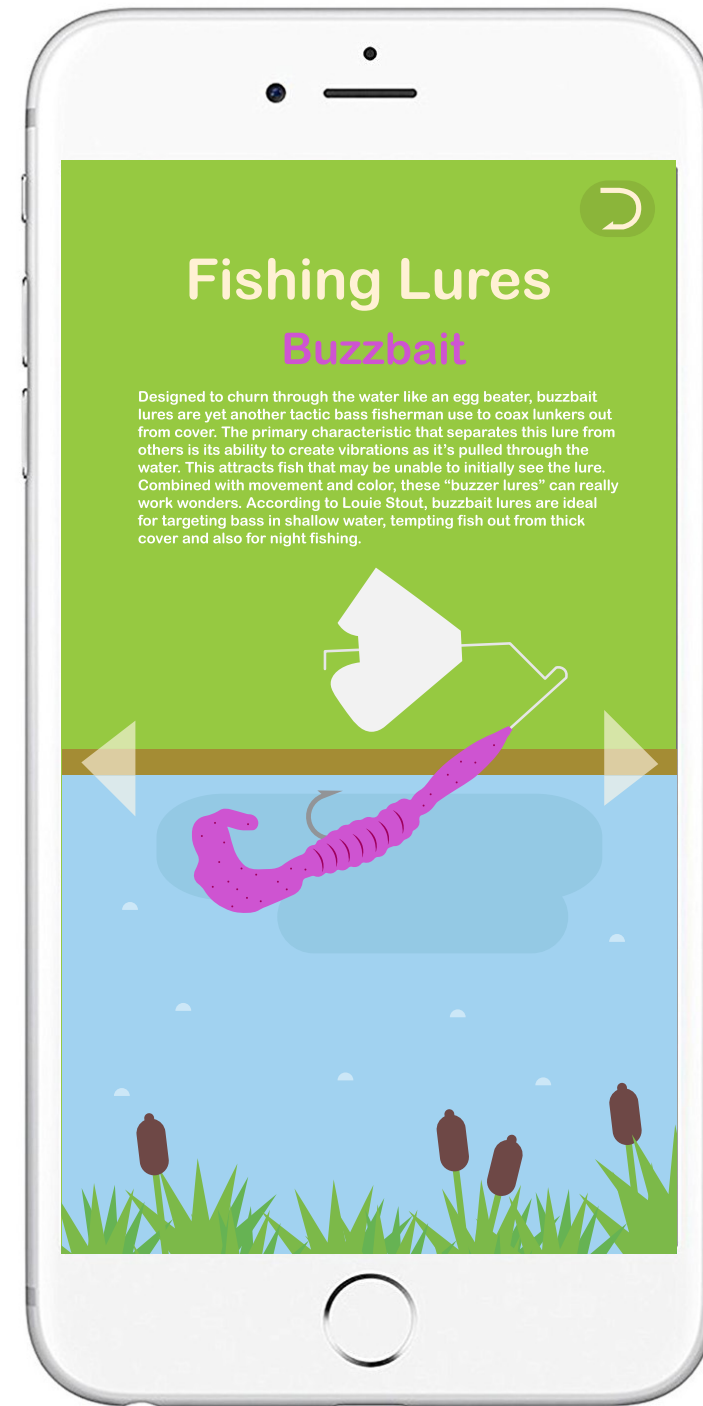 Fishing Lures
Buzzbait
Designed to churn through the water like an egg beater, buzzbait
lures are yet another tactic bass fisherman use to coax lunkers out
from cover. The primary characteristic that separates this lure from
others is its ability to create vibrations as it’s pulled through the
water. This attracts fish that may be unable to initially see the lure.
Combined with movement and color, these “buzzer lures” can really
work wonders. According to Louie Stout, buzzbait lures are ideal
for targeting bass in shallow water, tempting fish out from thick
cover and also for night fishing.